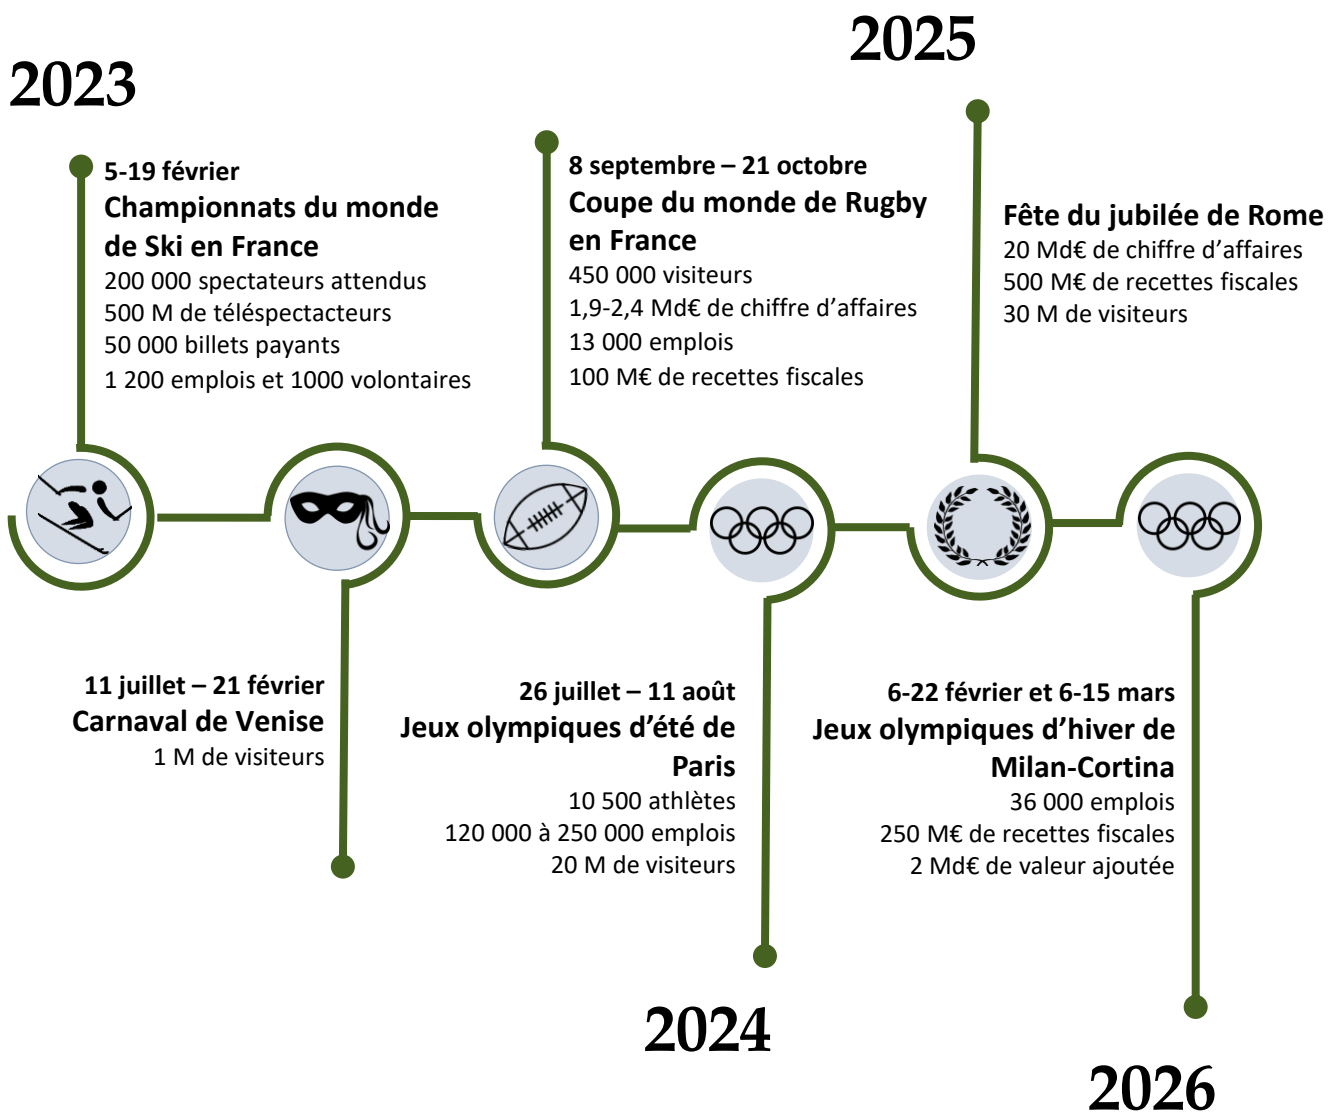 2023
5-19 février
Championnats du monde
de Ski en France
200 000 spectateurs attendus
500 M de téléspectacteurs
50 000 billets payants
1 200 emplois et 1000 volontaires
11 juillet – 21 février
Carnaval de Venise
1 M de visiteurs
8 septembre – 21 octobre
Coupe du monde de Rugby
en France
450 000 visiteurs
1,9-2,4 Md€ de chiffre d’affaires
13 000 emplois
100 M€ de recettes fiscales
26 juillet – 11 août
Jeux olympiques d’été de
Paris
10 500 athlètes
120 000 à 250 000 emplois
20 M de visiteurs
2024
2025
Fête du jubilée de Rome
20 Md€ de chiffre d’affaires
500 M€ de recettes fiscales
30 M de visiteurs
6-22 février et 6-15 mars
Jeux olympiques d’hiver de
Milan-Cortina
36 000 emplois
250 M€ de recettes fiscales
2 Md€ de valeur ajoutée
2026